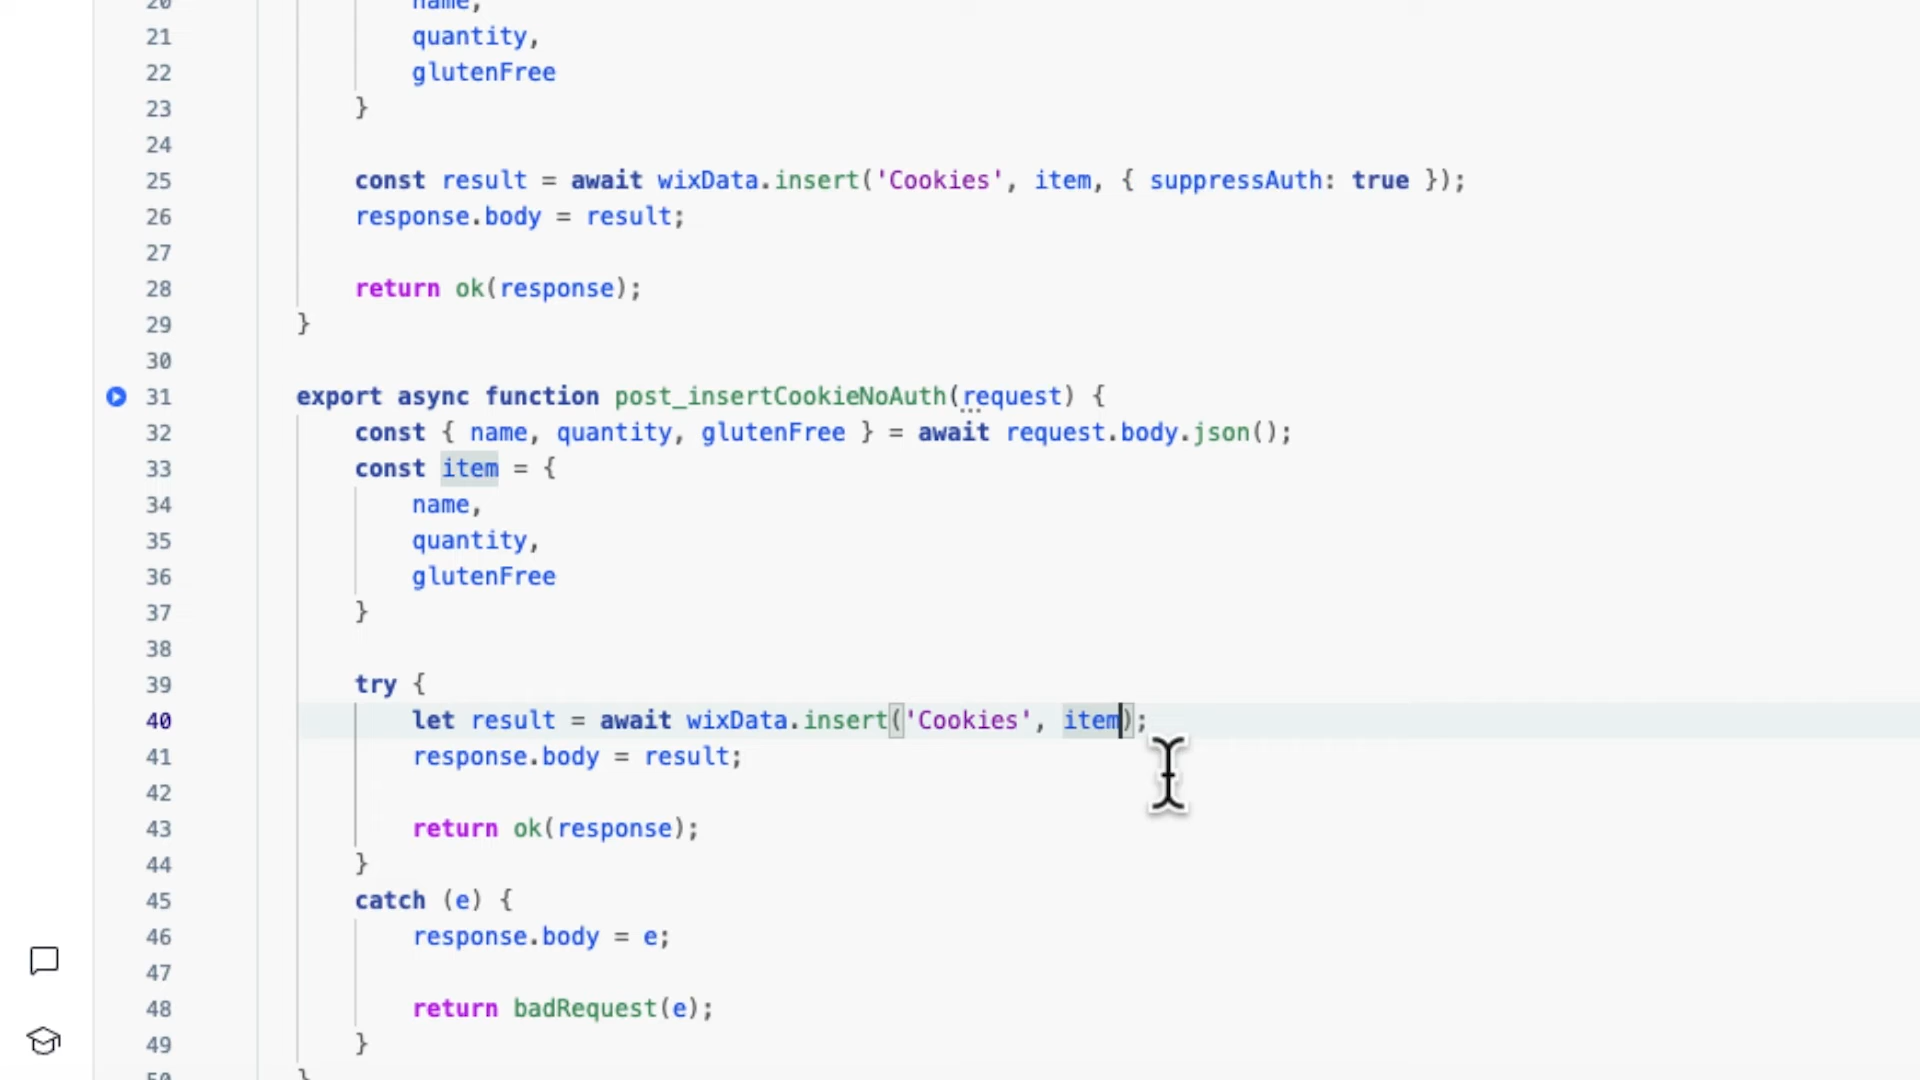 20 name,
21 quantity,
22 glutenFree
23 }
24
25 const result = await wixData.insert('Cookies', item, { suppressAuth: true });
26 response.body = result;
27
28 return ok(response);
29 }
30
31 export async function post_insertCookieNoAuth(request) {
32 const { name, quantity, glutenFree } = await request.body.json();
33 const item = {
34 name,
35 quantity,
36 glutenFree
37 }
38
39 try {
40 let result = await wixData.insert('Cookies', item);
41 response.body = result;
42
43 return ok(response);
44 }
45 catch (e) {
46 response.body = e;
47
48 return badRequest(e);
49 }
50 }